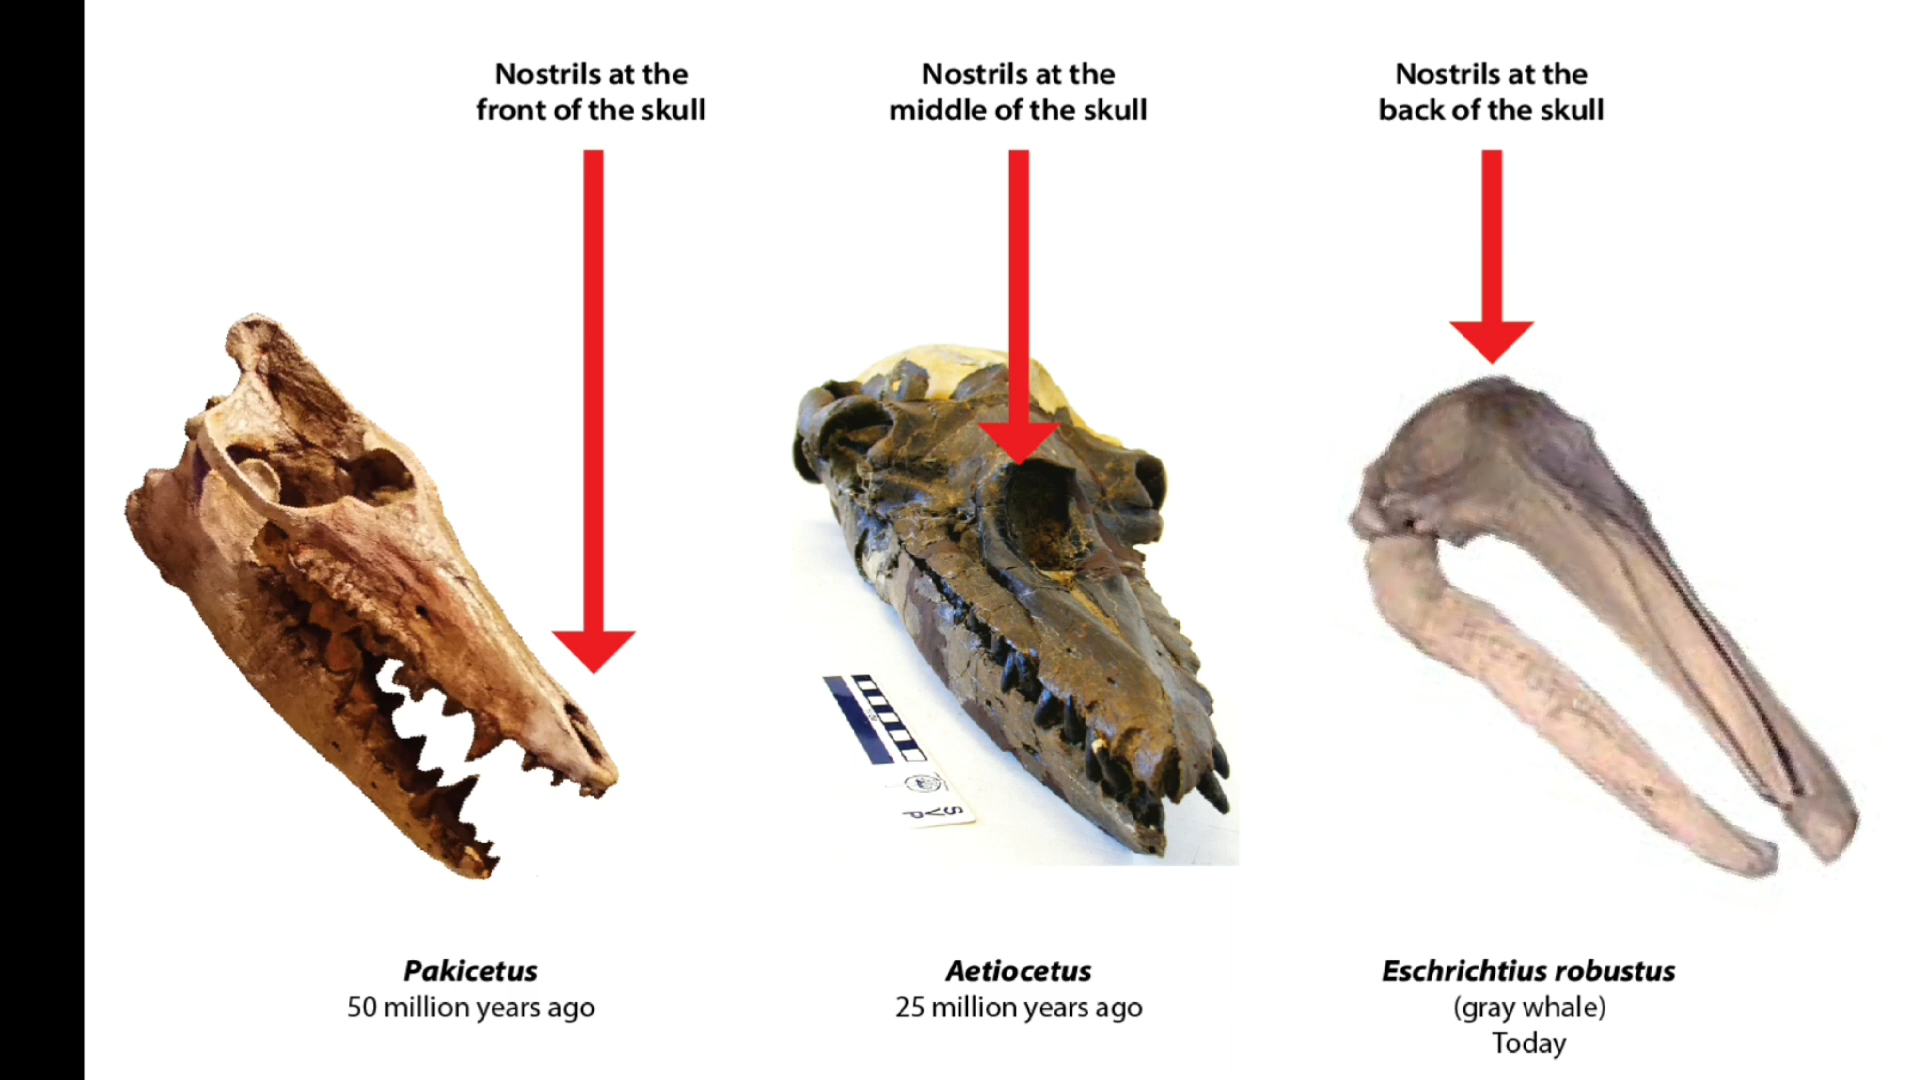 Nostrils at the
front of the skull
Nostrils at the
middle of the skull
Nostrils at the
back of the skull
SVP
Pakicetus
50 million years ago
Aetiocetus
25 million years ago
Eschrichtius robustus
(gray whale)
Today